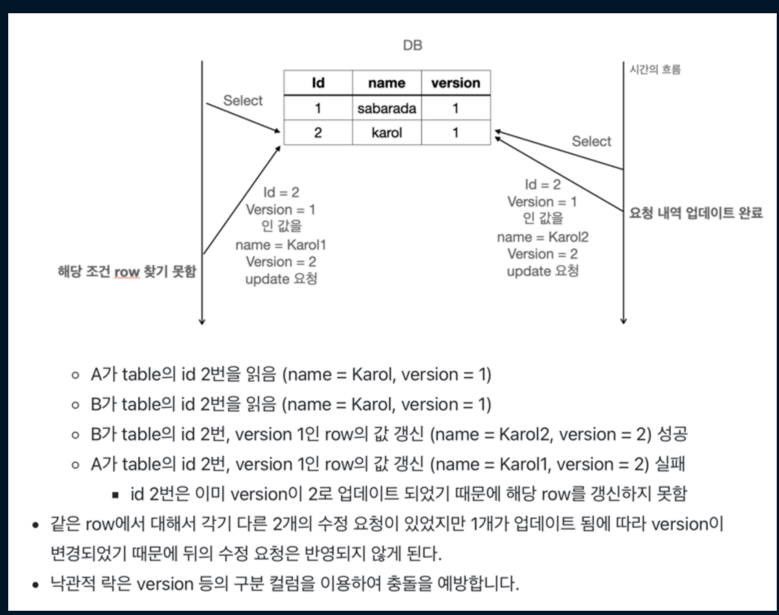 DB
시간의 흐름
Id name version
1 sabarada 1
2 karol 1
Select
Select
Id = 2
Version = 1
인 값을
name = Karol1
Version = 2
update 요청
Id = 2
Version = 1
인 값을
name = Karol2
Version = 2
update 요청
요청 내역 업데이트 완료
해당 조건 row 찾기 못함
A가 table의 id 2번을 읽음 (name = Karol, version = 1)
B가 table의 id 2번을 읽음 (name = Karol, version = 1)
B가 table의 id 2번, version 1인 row의 값 갱신 (name = Karol2, version = 2) 성공
A가 table의 id 2번, version 1인 row의 값 갱신 (name = Karol1, version = 2) 실패
id 2번은 이미 version이 2로 업데이트 되었기 때문에 해당 row를 갱신하지 못함
같은 row에서 대해서 각기 다른 2개의 수정 요청이 있었지만 1개가 업데이트 됨에 따라 version이
변경되었기 때문에 뒤의 수정 요청은 반영되지 않게 된다.
낙관적 락은 version 등의 구분 컬럼을 이용하여 충돌을 예방합니다.